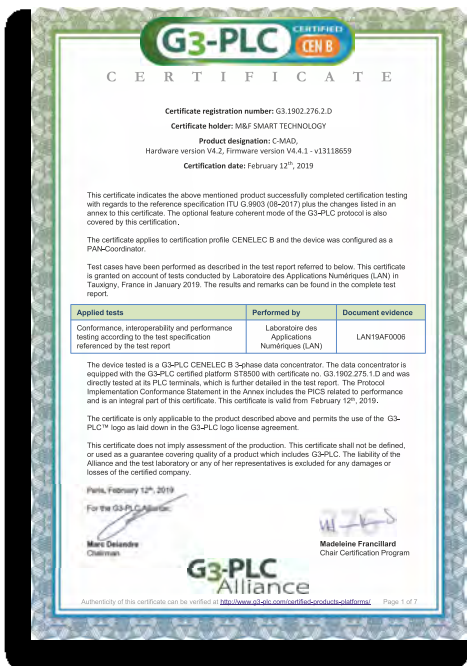 G3-PLC CERTIFIED
CEN B
C E R T I F I C A T E
Certificate registration number: G3.1902.276.2.D
Certificate holder: M&F SMART TECHNOLOGY
Product designation: C-MAD,
Hardware version V4.2, Firmware version V4.4.1 - v13118659
Certification date: February 12th, 2019
This certificate indicates the above mentioned product successfully completed certification testing
with regards to the reference specification ITU G.9903 (08-2017) plus the changes listed in an
annex to this certificate. The optional feature coherent mode of the G3-PLC protocol is also
covered by this certification.
The certificate applies to certification profile CENELEC B and the device was configured as a
PAN-Coordinator.
Test cases have been performed as described in the test report referred to below. This certificate
is granted on account of tests conducted by Laboratoire des Applications Numériques (LAN) in
Tauxigny, France in January 2019. The results and remarks can be found in the complete test
report.
Applied tests Performed by Document evidence
Conformance, interoperability and performance
testing according to the test specification
referenced by the test report
Laboratoire des
Applications
Numériques (LAN)
LAN19AF0006
The device tested is a G3-PLC CENELEC B 3-phase data concentrator. The data concentrator is
equipped with the G3-PLC certified platform ST8500 with certificate no. G3.1902.275.1.D and was
directly tested at its PLC terminals, which is further detailed in the test report. The Protocol
Implementation Conformance Statement in the Annex includes the PICS related to performance
and is an integral part of this certificate. This certificate is valid from February 12th, 2019.
The certificate is only applicable to the product described above and permits the use of the G3-
PLC™ logo as laid down in the G3-PLC logo license agreement.
This certificate does not imply assessment of the production. This certificate shall not be defined,
or used as a guarantee covering quality of a product which includes G3-PLC. The liability of the
Alliance and the test laboratory or any of her representatives is excluded for any damages or
losses of the certified company.
Paris, February 12th, 2019
For the G3-PLC Alliance:
Marc Delandre
Chairman
Madeleine Francillard
Chair Certification Program
G3-PLC
Alliance
Authenticity of this certificate can be verified at http://www.g3-plc.com/certified-products-platforms/ Page 1 of 7